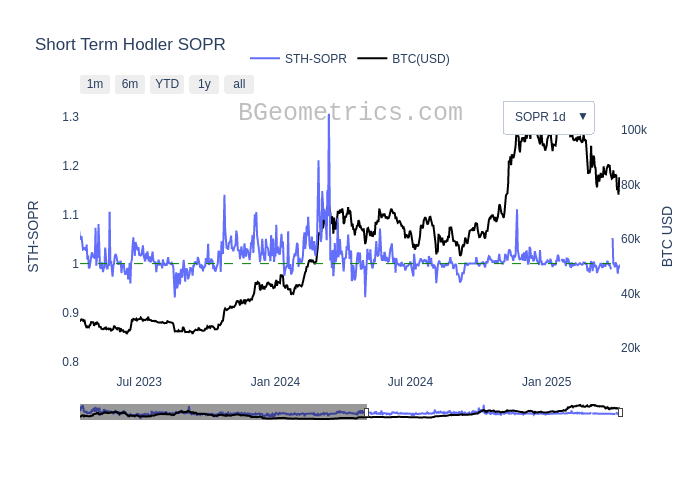 Short Term Hodler SOPR
STH-SOPR BTC(USD)
1m 6m YTD 1y all
BGeometrics.com
SOPR 1d ▼
1.3
1.2
1.1
1
0.9
0.8
STH-SOPR
100k
80k
60k
40k
20k
BTC USD
Jul 2023 Jan 2024 Jul 2024 Jan 2025